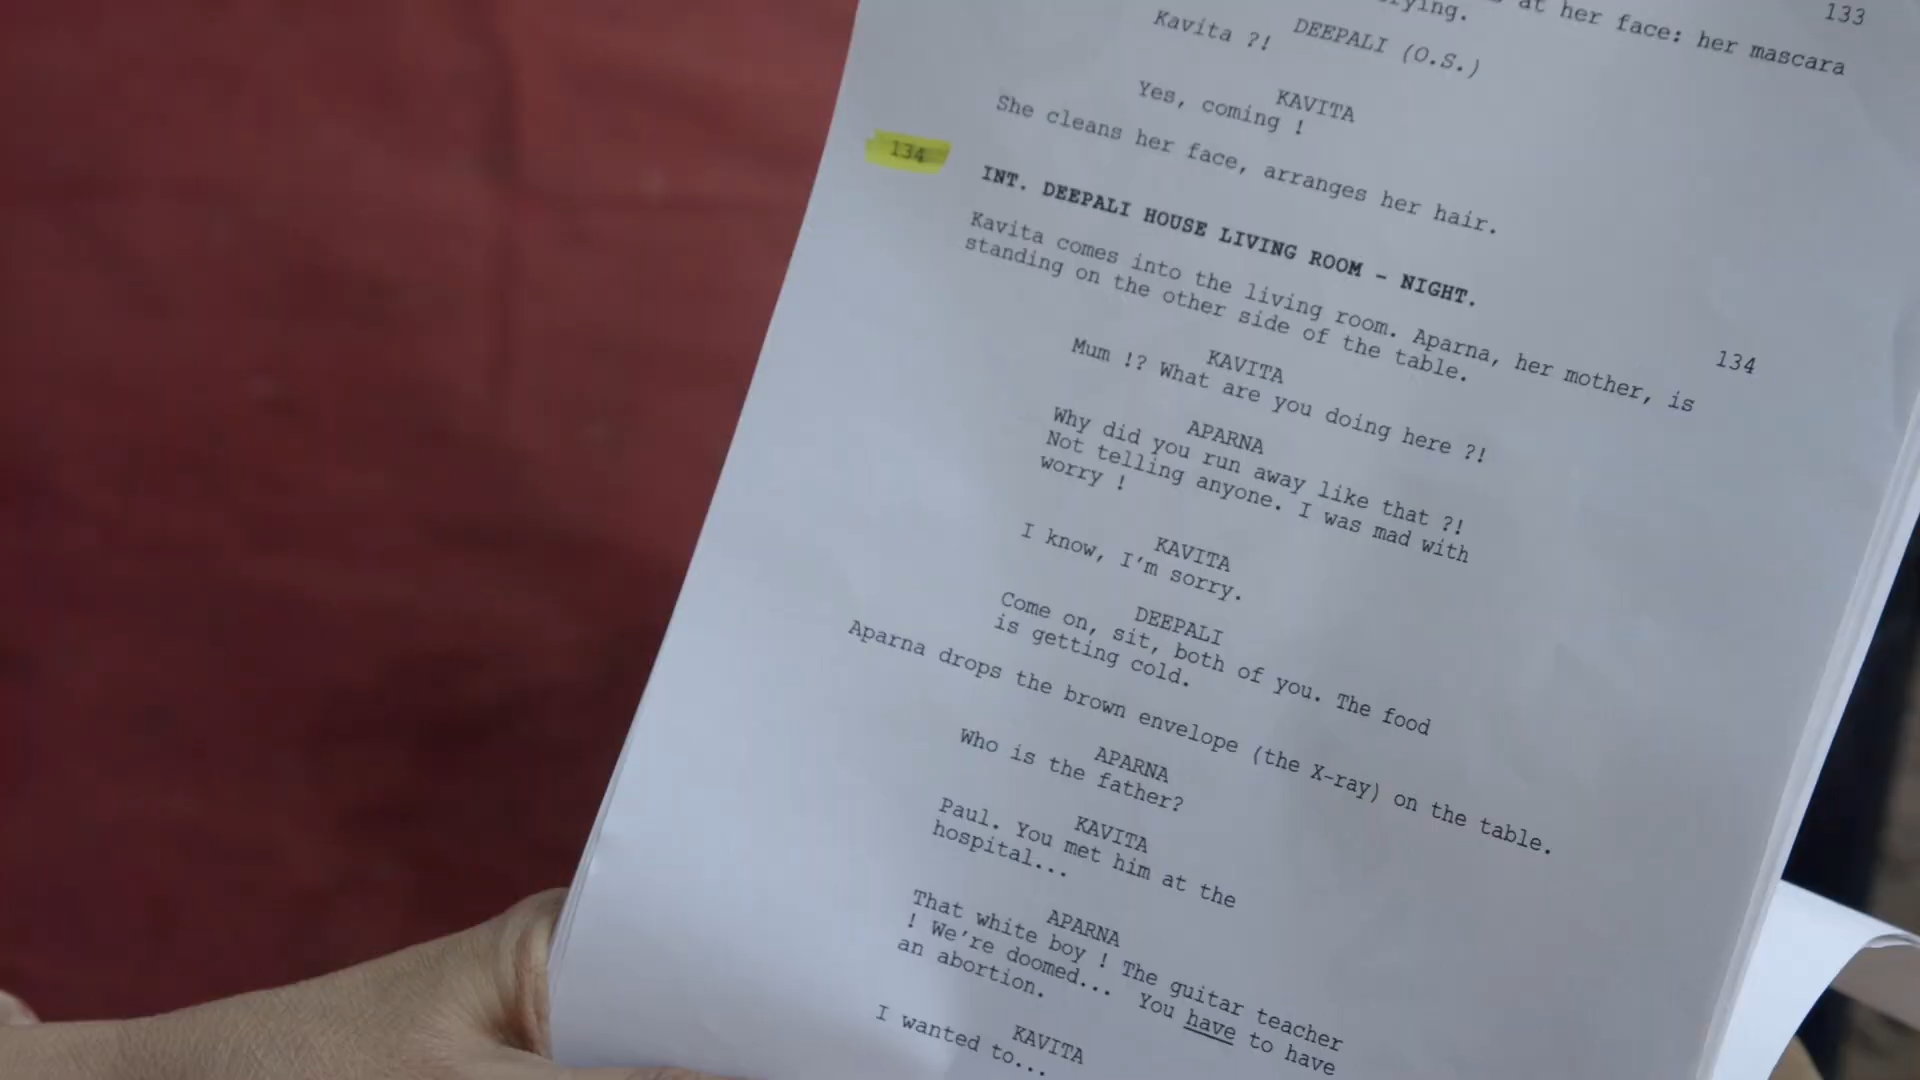 at her face: her mascara 133
crying.
DEEPALI (O.S.)
Kavita ?!
KAVITA
Yes, coming !
She cleans her face, arranges her hair.
134 INT. DEEPALI HOUSE LIVING ROOM - NIGHT. 134
Kavita comes into the living room. Aparna, her mother, is
standing on the other side of the table.
KAVITA
Mum !? What are you doing here ?!
APARNA
Why did you run away like that ?!
Not telling anyone. I was mad with
worry !
KAVITA
I know, I'm sorry.
DEEPALI
Come on, sit, both of you. The food
is getting cold.
Aparna drops the brown envelope (the X-ray) on the table.
APARNA
Who is the father?
KAVITA
Paul. You met him at the
hospital...
APARNA
That white boy ! The guitar teacher
! We're doomed... You have to have
an abortion.
KAVITA
I wanted to...